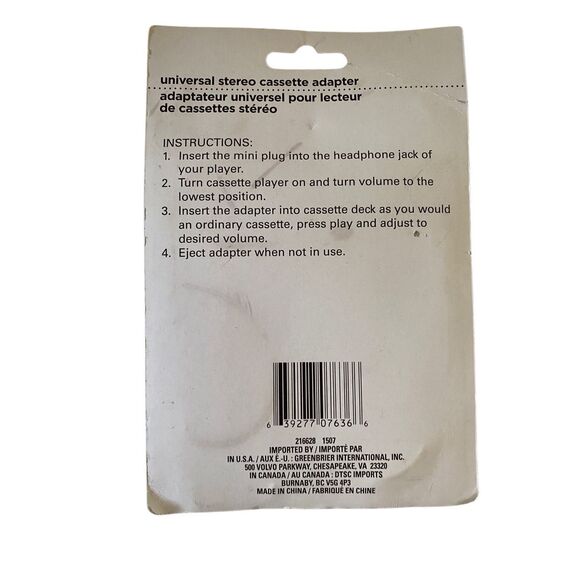 universal stereo cassette adapter
adaptateur universel pour lecteur
de cassettes stéréo
INSTRUCTIONS:
1. Insert the mini plug into the headphone jack of
your player.
2. Turn cassette player on and turn volume to the
lowest position.
3. Insert the adapter into cassette deck as you would
an ordinary cassette, press play and adjust to
desired volume.
4. Eject adapter when not in use.
6 39277 07636 6
216628 1507
IMPORTED BY / IMPORTÉ PAR
IN U.S.A. / AUX É.-U. : GREENBRIER INTERNATIONAL, INC.
500 VOLVO PARKWAY, CHESAPEAKE, VA 23320
IN CANADA / AU CANADA : DTSC IMPORTS
BURNABY, BC V5G 4P3
MADE IN CHINA / FABRIQUÉ EN CHINE